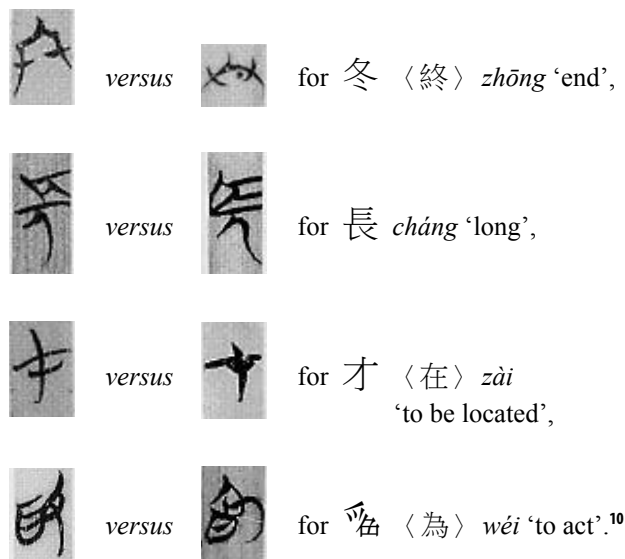 versus for 冬 〈終〉 zhōng ‘end’,
versus for 長 cháng ‘long’,
versus for 才 〈在〉 zài
‘to be located’,
versus for 〈為〉 wéi ‘to act’.10